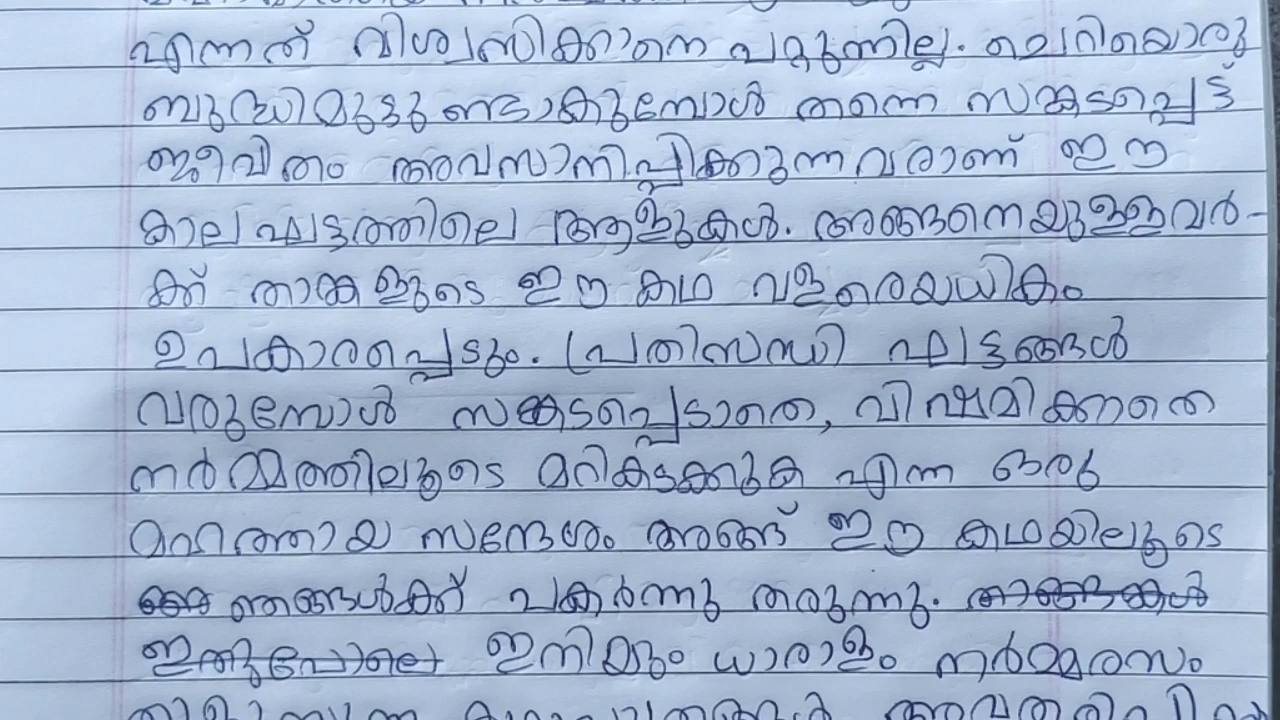 എന്നത് വിശ്വസിക്കാനെ പറ്റുന്നില്ല. ചെറിയൊരു
ബുദ്ധിമുട്ടുണ്ടാകുമ്പോൾ തന്നെ സങ്കടപ്പെട്ട്
ജീവിതം അവസാനിപ്പിക്കുന്നവരാണ് ഈ
കാലഘട്ടത്തിലെ ആളുകൾ. അങ്ങനെയുള്ളവർ-
ക്ക് താങ്കളുടെ ഈ കഥ വളരെയധികം
ഉപകാരപ്പെടും. പ്രതിസന്ധി ഘട്ടങ്ങൾ
വരുമ്പോൾ സങ്കടപ്പെടാതെ, വിഷമിക്കാതെ
നർമ്മത്തിലൂടെ മറികടക്കുക എന്ന ഒരു
മഹത്തായ സന്ദേശം അങ്ങ് ഈ കഥയിലൂടെ
ഞങ്ങൾക്ക് പകർന്നു തരുന്നു. താങ്ങൾ
ഇതുപോലെ ഇനിയും ധാരാളം നർമ്മരസം